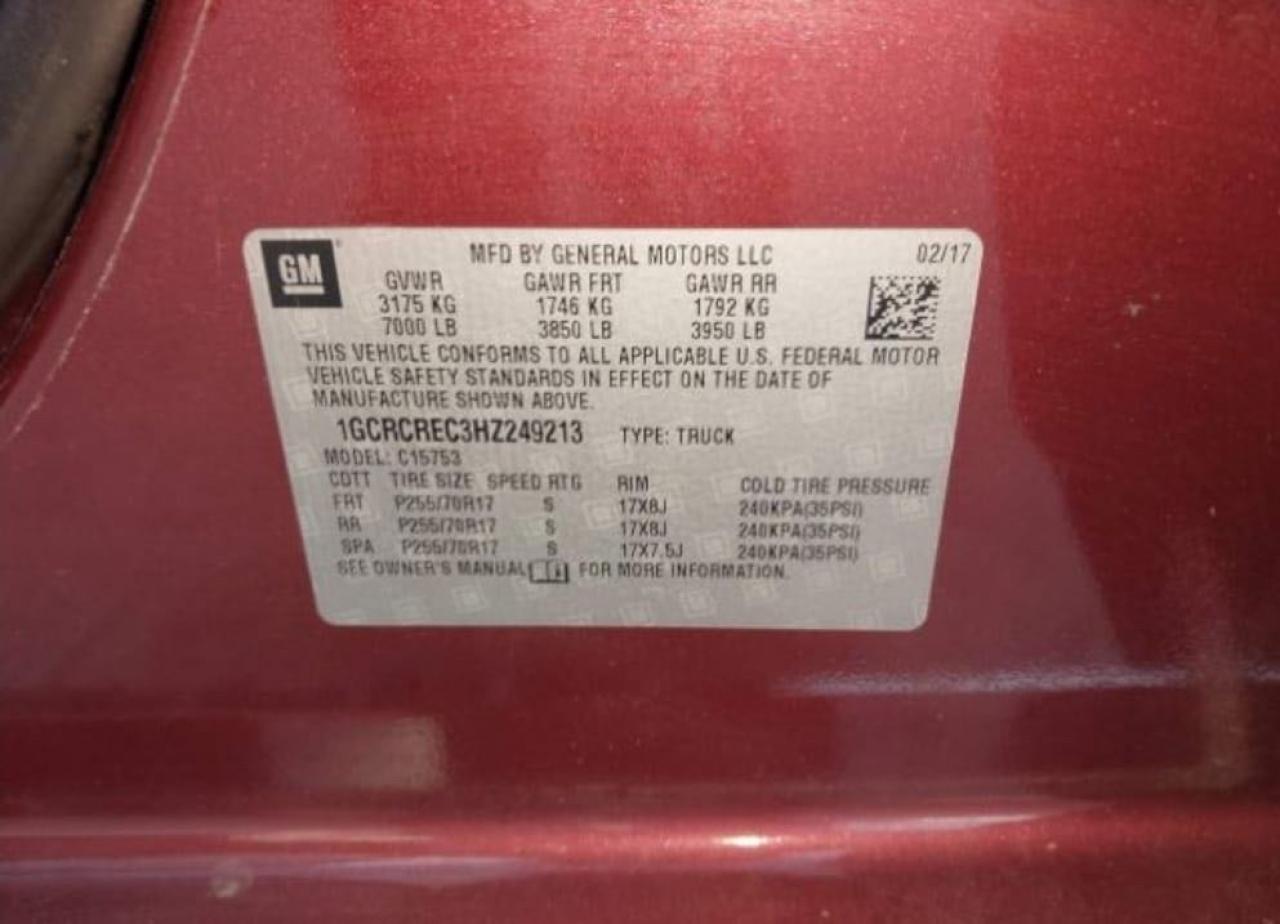 GM MFD BY GENERAL MOTORS LLC 02/17
GVWR GAWR FRT GAWR RR
3175 KG 1746 KG 1792 KG
7000 LB 3850 LB 3950 LB
THIS VEHICLE CONFORMS TO ALL APPLICABLE U.S. FEDERAL MOTOR
VEHICLE SAFETY STANDARDS IN EFFECT ON THE DATE OF
MANUFACTURE SHOWN ABOVE.
1GCRCREC3HZ249213 TYPE: TRUCK
MODEL: C15753
COTT TIRE SIZE SPEED RTG RIM COLD TIRE PRESSURE
FRT P255/70R17 S 17X8J 240KPA(35PSI)
RR P255/70R17 S 17X8J 240KPA(35PSI)
SPA P255/70R17 S 17X7.5J 240KPA(35PSI)
SEE OWNER'S MANUAL FOR MORE INFORMATION.